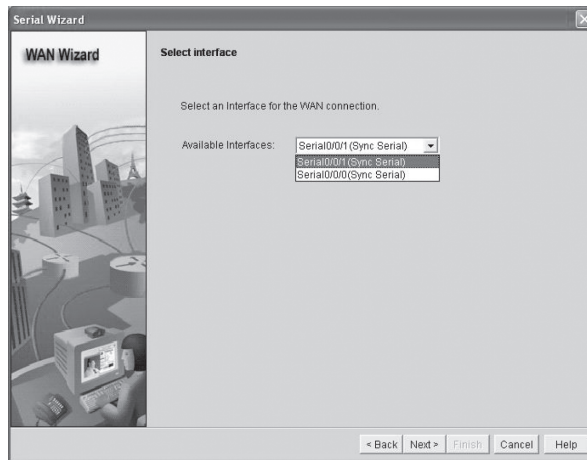 Serial Wizard
WAN Wizard
Select interface
Select an Interface for the WAN connection.
Available Interfaces:
Serial0/0/1(Sync Serial)
Serial0/0/1(Sync Serial)
Serial0/0/0(Sync Serial)
< Back
Next >
Finish
Cancel
Help